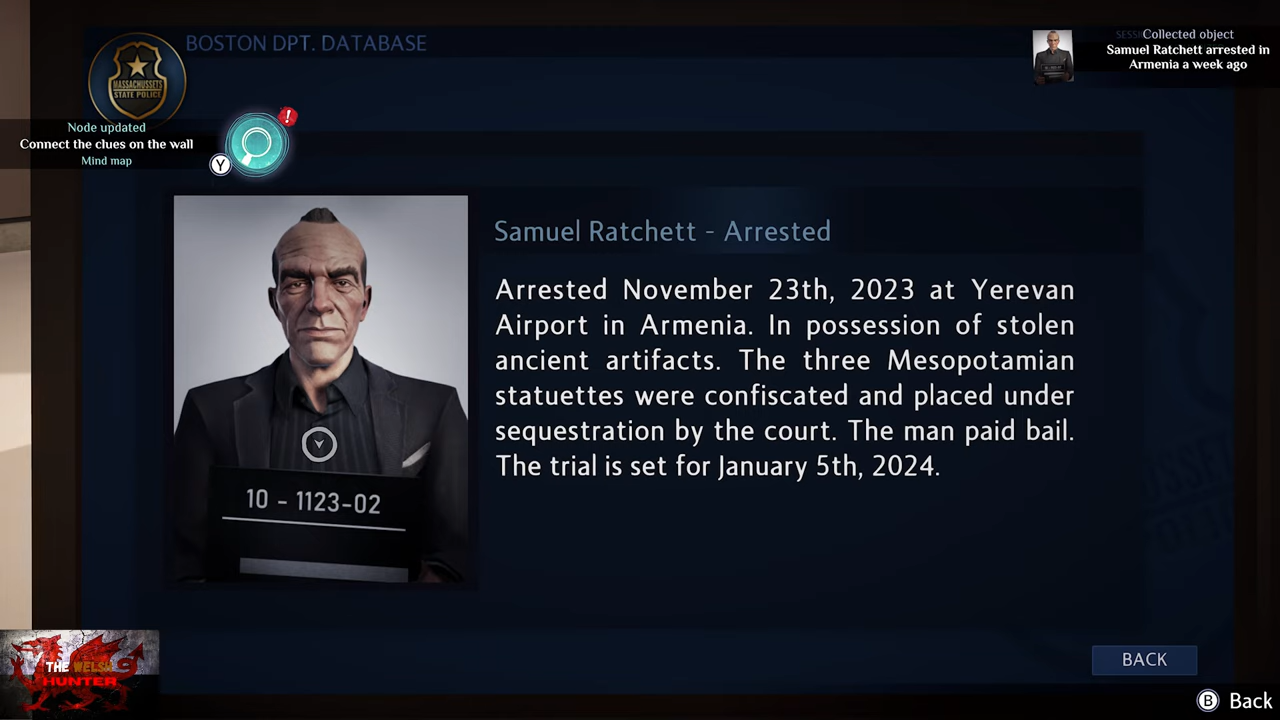 BOSTON DPT. DATABASE
MASSACHUSSETS
STATE POLICE
Collected object
Samuel Ratchett arrested in
Armenia a week ago
Node updated
Connect the clues on the wall
Mind map
!
Y
Samuel Ratchett - Arrested
Arrested November 23th, 2023 at Yerevan
Airport in Armenia. In possession of stolen
ancient artifacts. The three Mesopotamian
statuettes were confiscated and placed under
sequestration by the court. The man paid bail.
The trial is set for January 5th, 2024.
10 - 1123-02
THE WELSH
HUNTER
BACK
B Back